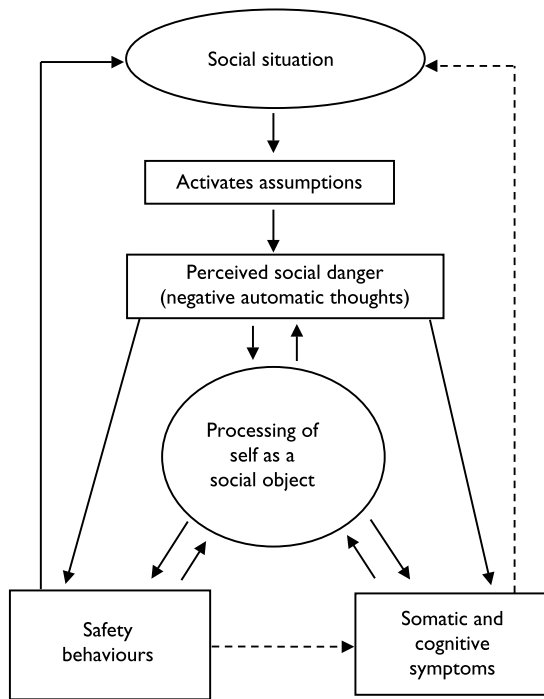 Social situation
Activates assumptions
Perceived social danger
(negative automatic thoughts)
Processing of
self as a
social object
Safety
behaviours
Somatic and
cognitive
symptoms